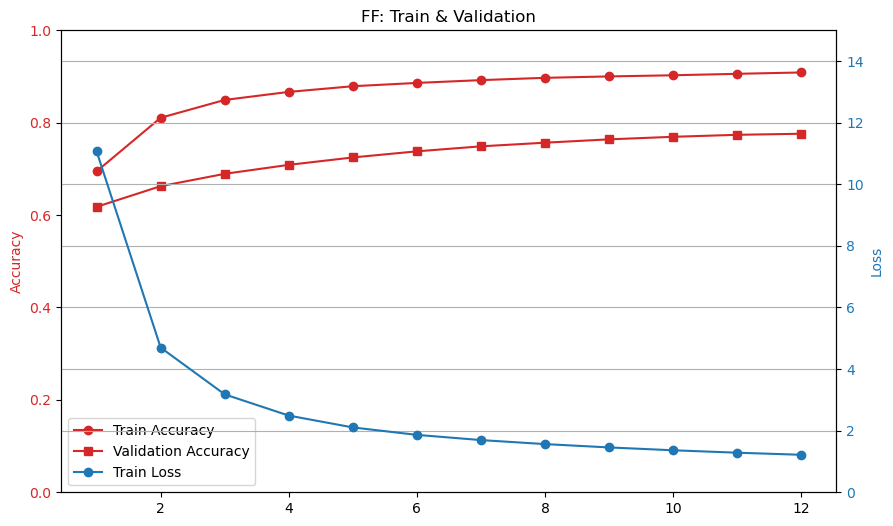 FF: Train & Validation
1.0
0.8
0.6
0.4
0.2
0.0
Accuracy
14
12
10
8
6
4
2
0
Loss
Train Accuracy
Validation Accuracy
Train Loss
2 4 6 8 10 12